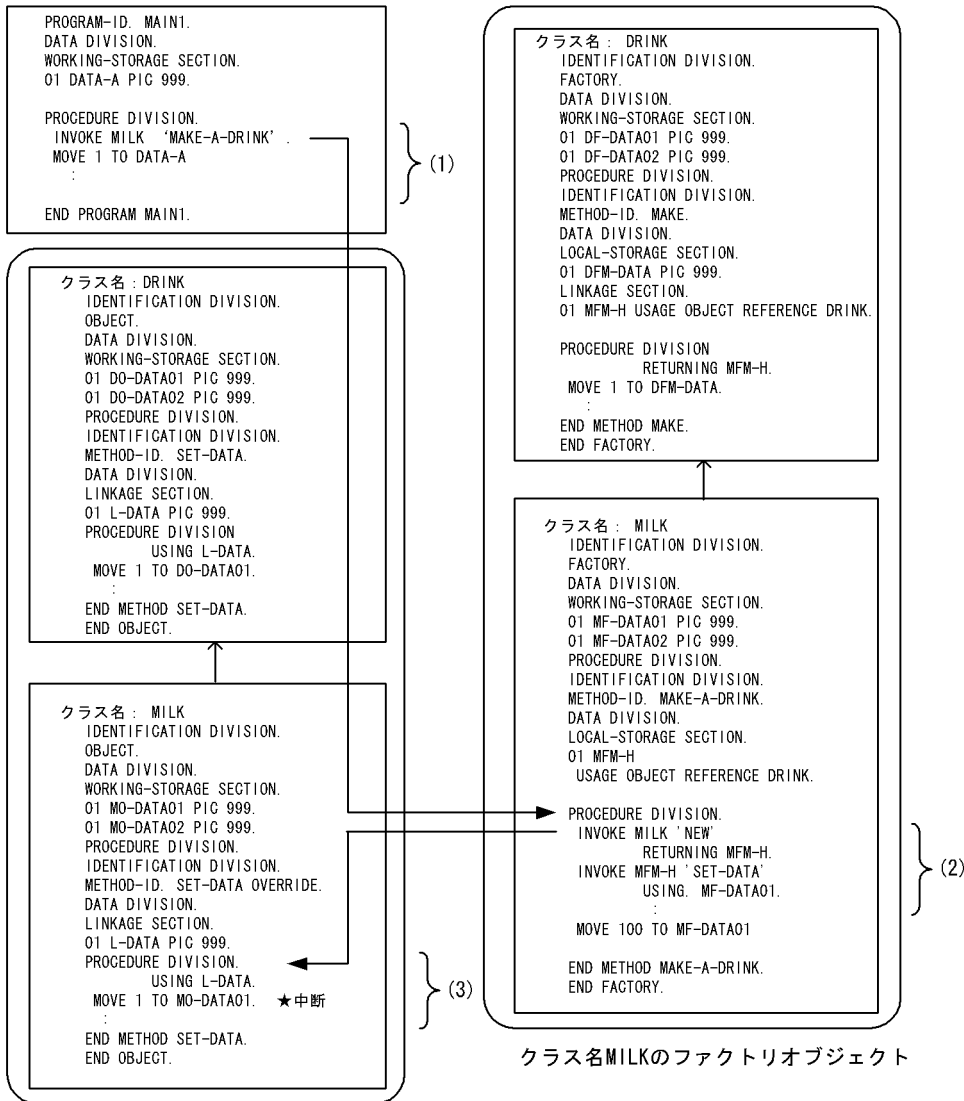 PROGRAM-ID. MAIN1.
DATA DIVISION.
WORKING-STORAGE SECTION.
01 DATA-A PIC 999.
PROCEDURE DIVISION.
INVOKE MILK 'MAKE-A-DRINK' .
MOVE 1 TO DATA-A
:
END PROGRAM MAIN1.
(1)
クラス名：DRINK
IDENTIFICATION DIVISION.
OBJECT.
DATA DIVISION.
WORKING-STORAGE SECTION.
01 DO-DATA01 PIC 999.
01 DO-DATA02 PIC 999.
PROCEDURE DIVISION.
IDENTIFICATION DIVISION.
METHOD-ID. SET-DATA.
DATA DIVISION.
LINKAGE SECTION.
01 L-DATA PIC 999.
PROCEDURE DIVISION
USING L-DATA.
MOVE 1 TO DO-DATA01.
:
END METHOD SET-DATA.
END OBJECT.
クラス名： MILK
IDENTIFICATION DIVISION.
OBJECT.
DATA DIVISION.
WORKING-STORAGE SECTION.
01 MO-DATA01 PIC 999.
01 MO-DATA02 PIC 999.
PROCEDURE DIVISION.
IDENTIFICATION DIVISION.
METHOD-ID. SET-DATA OVERRIDE.
DATA DIVISION.
LINKAGE SECTION.
01 L-DATA PIC 999.
PROCEDURE DIVISION.
USING L-DATA.
MOVE 1 TO MO-DATA01. ★中断
:
END METHOD SET-DATA.
END OBJECT.
(3)
クラス名： DRINK
IDENTIFICATION DIVISION.
FACTORY.
DATA DIVISION.
WORKING-STORAGE SECTION.
01 DF-DATA01 PIC 999.
01 DF-DATA02 PIC 999.
PROCEDURE DIVISION.
IDENTIFICATION DIVISION.
METHOD-ID. MAKE.
DATA DIVISION.
LOCAL-STORAGE SECTION.
01 DFM-DATA PIC 999.
LINKAGE SECTION.
01 MFM-H USAGE OBJECT REFERENCE DRINK.
PROCEDURE DIVISION
RETURNING MFM-H.
MOVE 1 TO DFM-DATA.
:
END METHOD MAKE.
END FACTORY.
クラス名： MILK
IDENTIFICATION DIVISION.
FACTORY.
DATA DIVISION.
WORKING-STORAGE SECTION.
01 MF-DATA01 PIC 999.
01 MF-DATA02 PIC 999.
PROCEDURE DIVISION.
IDENTIFICATION DIVISION.
METHOD-ID. MAKE-A-DRINK.
DATA DIVISION.
LOCAL-STORAGE SECTION.
01 MFM-H
USAGE OBJECT REFERENCE DRINK.
PROCEDURE DIVISION.
INVOKE MILK 'NEW'
RETURNING MFM-H.
INVOKE MFM-H 'SET-DATA'
USING. MF-DATA01.
:
MOVE 100 TO MF-DATA01
END METHOD MAKE-A-DRINK.
END FACTORY.
(2)
クラス名MILKのファクトリオブジェクト